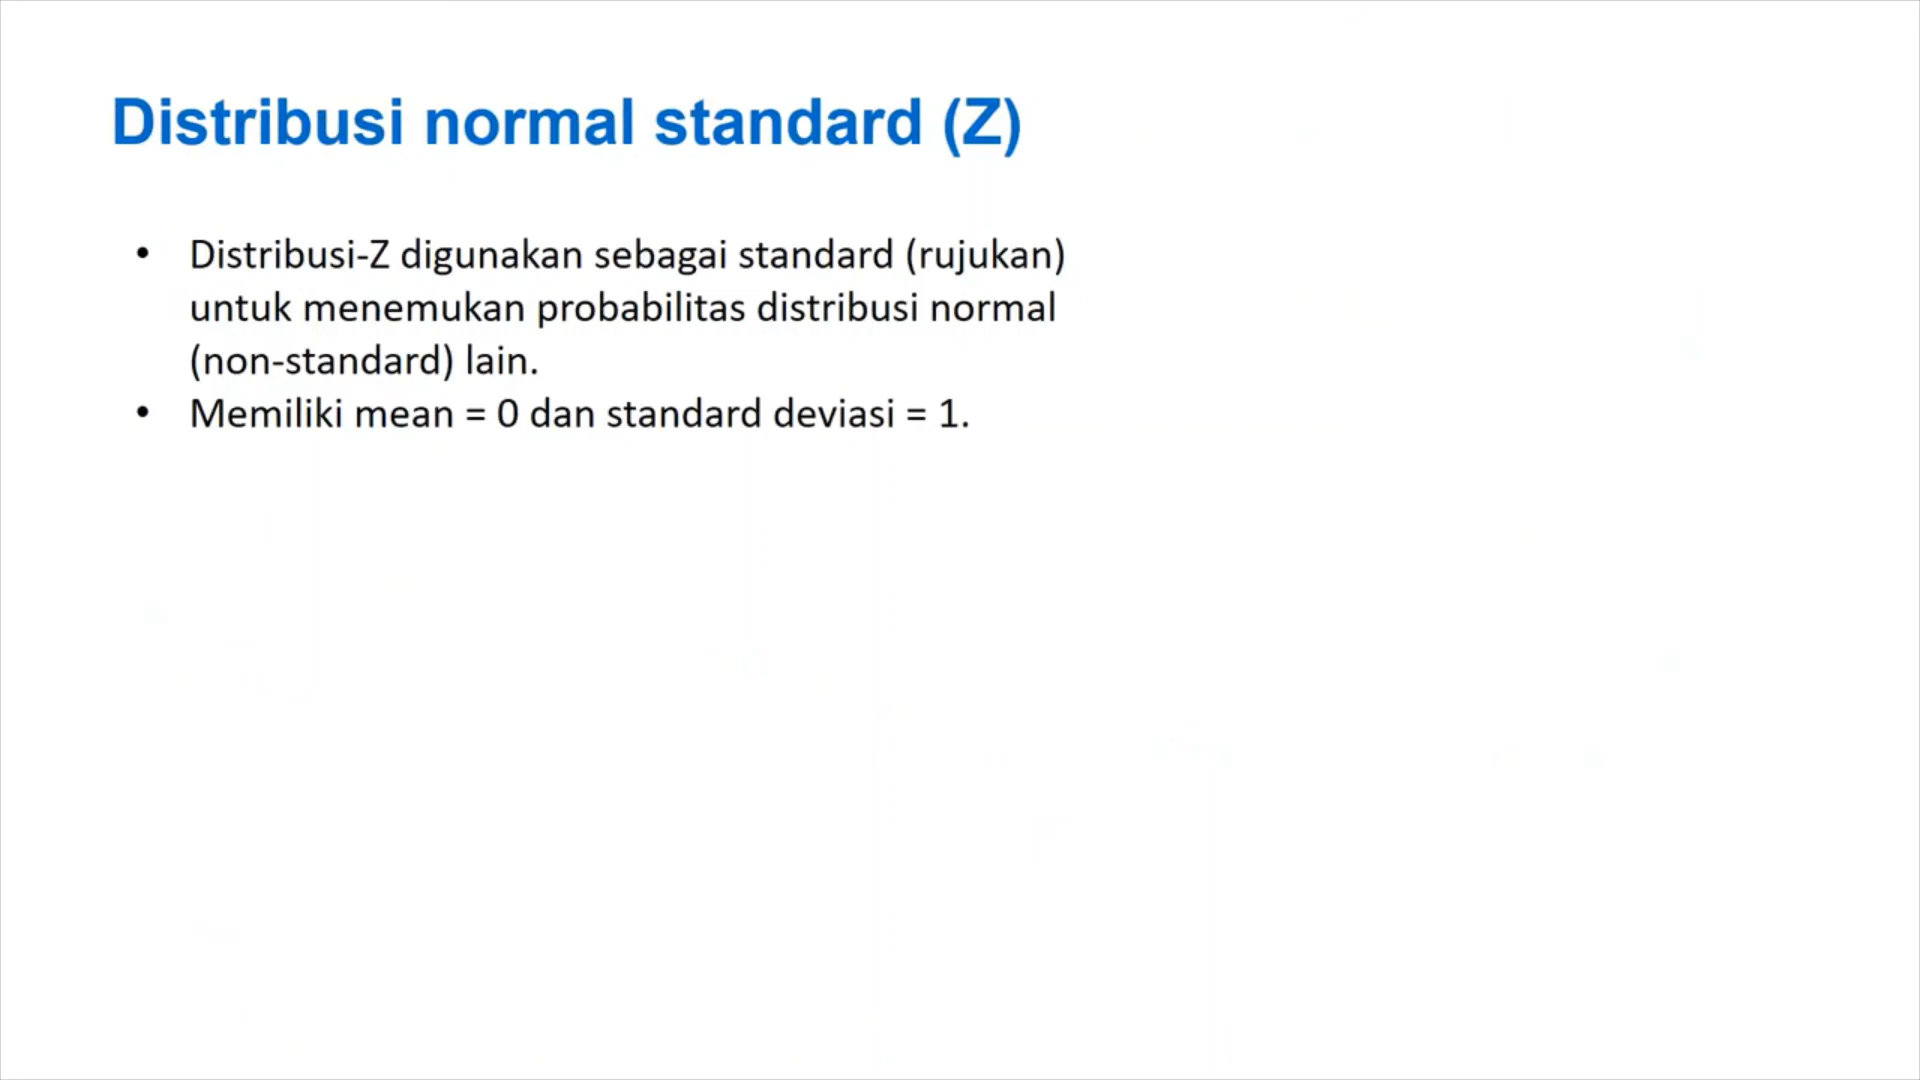 Distribusi normal standard (Z)
• Distribusi-Z digunakan sebagai standard (rujukan)
untuk menemukan probabilitas distribusi normal
(non-standard) lain.
• Memiliki mean = 0 dan standard deviasi = 1.